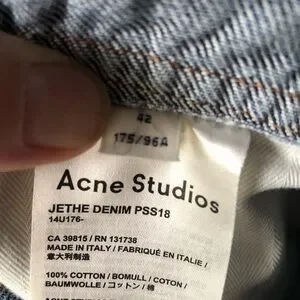 42
175/96A
Acne Studios
JETHE DENIM PSS18
14U176-
CA 39815 / RN 131738
MADE IN ITALY / FABRIQUÉ EN ITALIE /
意大利制造
100% COTTON / BOMULL / COTON /
BAUMWOLLE / コットン / 棉